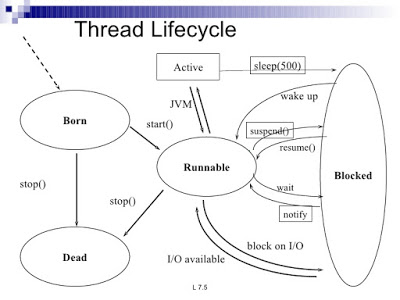 Thread Lifecycle
Active
sleep(500)
wake up
JVM
Born
start()
suspend()
resume()
Runnable
Blocked
stop()
wait
stop()
notify
block on I/O
I/O available
Dead
L 7.5